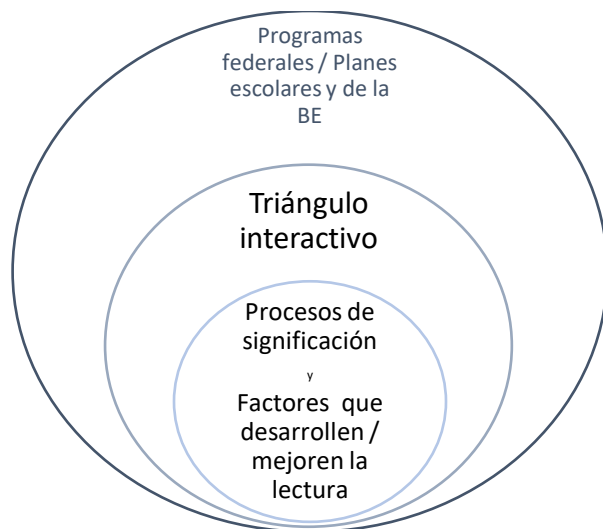 Programas
federales / Planes
escolares y de la
BE
Triángulo
interactivo
Procesos de
significación
y
Factores que
desarrollen /
mejoren la
lectura